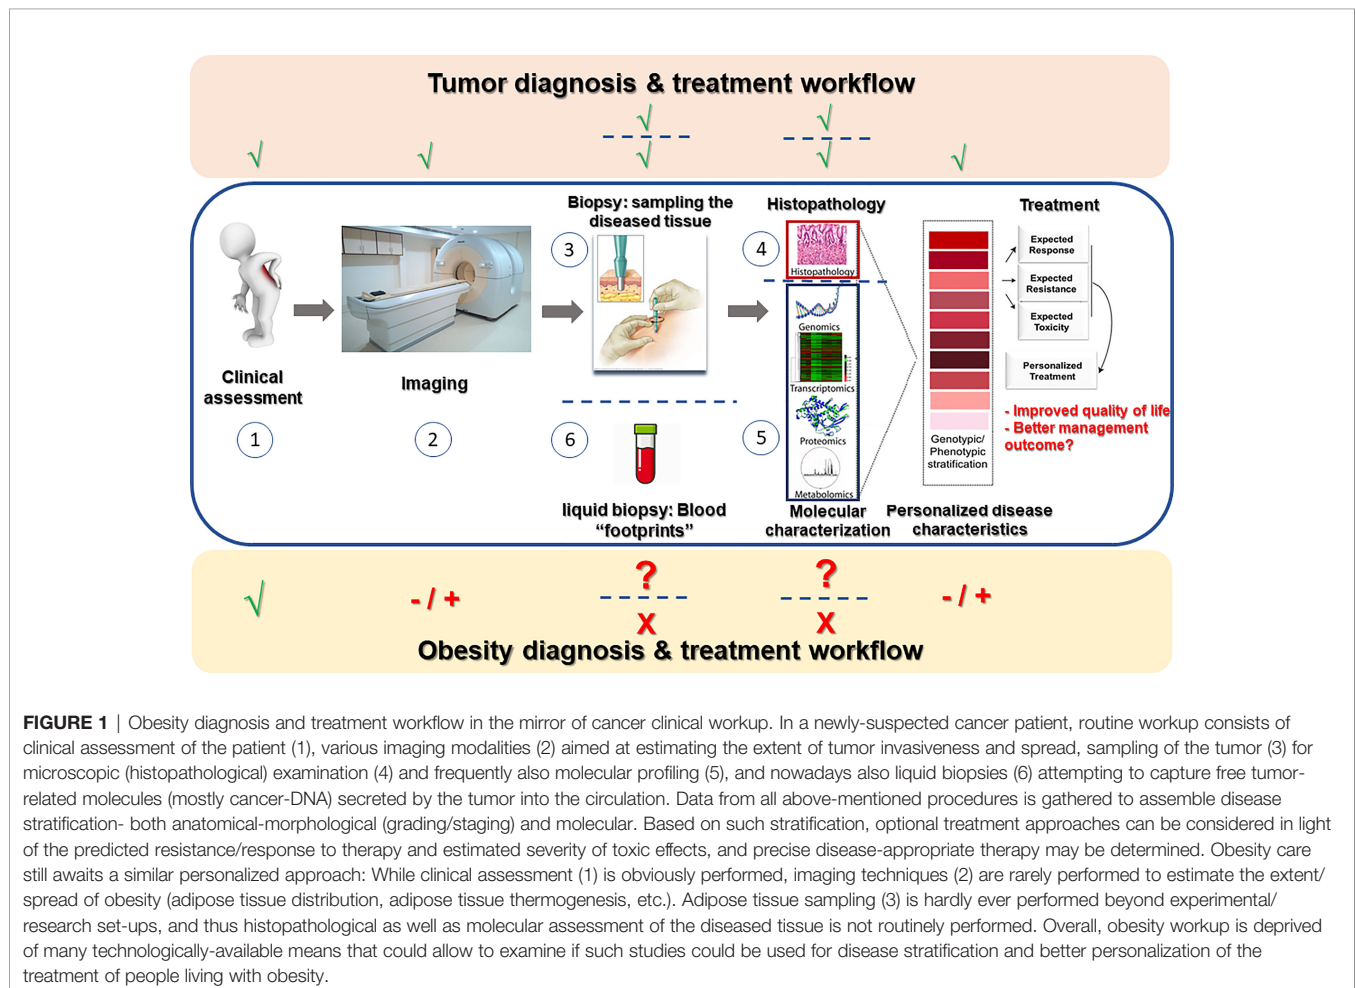 Tumor diagnosis & treatment workflow
√
√
√
√
√ √ √ √ √
Biopsy: sampling the
diseased tissue
Histopathology
Treatment
3
4
Histopathology
Expected
Response
Expected
Resistance
Expected
Toxicity
Genomics
Transcriptomics
Clinical
assessment
Imaging
Personalized
Treatment
- Improved quality of life
- Better management
outcome?
1
2
6
5
Proteomics
Metabolomics
Genotypic/
Phenotypic
stratification
liquid biopsy: Blood
“footprints”
Molecular
characterization
Personalized disease
characteristics
√
- / +
?
X
?
X
- / +
Obesity diagnosis & treatment workflow
FIGURE 1 | Obesity diagnosis and treatment workflow in the mirror of cancer clinical workup. In a newly-suspected cancer patient, routine workup consists of
clinical assessment of the patient (1), various imaging modalities (2) aimed at estimating the extent of tumor invasiveness and spread, sampling of the tumor (3) for
microscopic (histopathological) examination (4) and frequently also molecular profiling (5), and nowadays also liquid biopsies (6) attempting to capture free tumor-
related molecules (mostly cancer-DNA) secreted by the tumor into the circulation. Data from all above-mentioned procedures is gathered to assemble disease
stratification- both anatomical-morphological (grading/staging) and molecular. Based on such stratification, optional treatment approaches can be considered in light
of the predicted resistance/response to therapy and estimated severity of toxic effects, and precise disease-appropriate therapy may be determined. Obesity care
still awaits a similar personalized approach: While clinical assessment (1) is obviously performed, imaging techniques (2) are rarely performed to estimate the extent/
spread of obesity (adipose tissue distribution, adipose tissue thermogenesis, etc.). Adipose tissue sampling (3) is hardly ever performed beyond experimental/
research set-ups, and thus histopathological as well as molecular assessment of the diseased tissue is not routinely performed. Overall, obesity workup is deprived
of many technologically-available means that could allow to examine if such studies could be used for disease stratification and better personalization of the
treatment of people living with obesity.